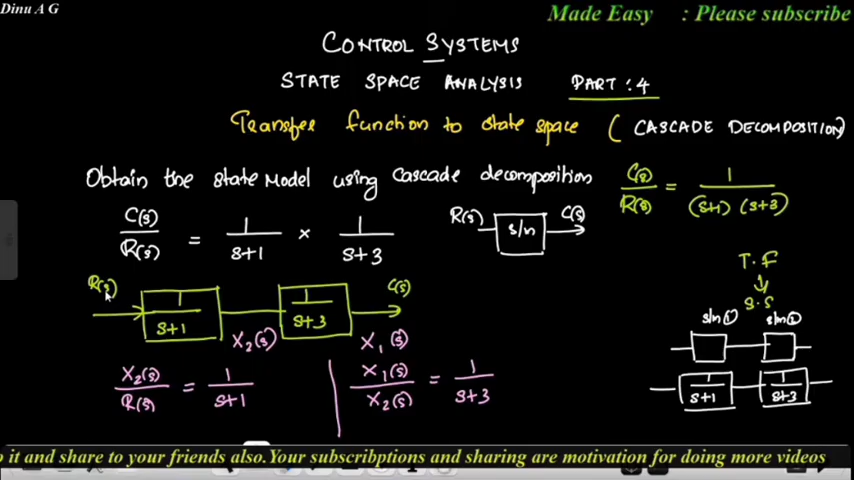 Dinu A G
Made Easy : Please subscribe
CONTROL SYSTEMS
STATE SPACE ANALYSIS PART : 4
Transfer function to state space ( CASCADE DECOMPOSITION)
Obtain the state Model using Cascade decomposition C(s)/R(s) = 1/((s+1) (s+3))
C(s)/R(s) = 1/(s+1) × 1/(s+3)
R(s) s/n C(s)
T.F
↓
S.S
R(s) 1/(s+1) 1/(s+3) C(s)
X2(s) X1(s)
s/n① s/n②
1/(s+1) 1/(s+3)
X2(s)/R(s) = 1/(s+1) | X1(s)/X2(s) = 1/(s+3)
o it and share to your friends also.Your subscribptions and sharing are motivation for doing more videos